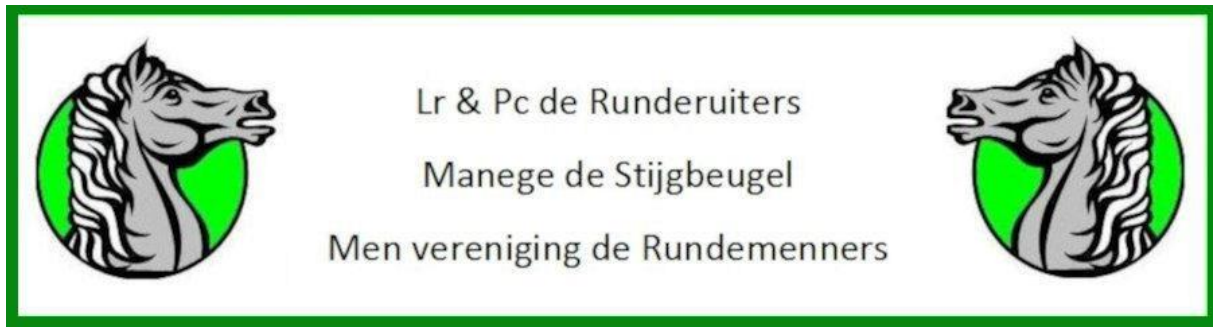 Lr & Pc de Runderuiters
Manege de Stijgbeugel
Men vereniging de Rundemenners